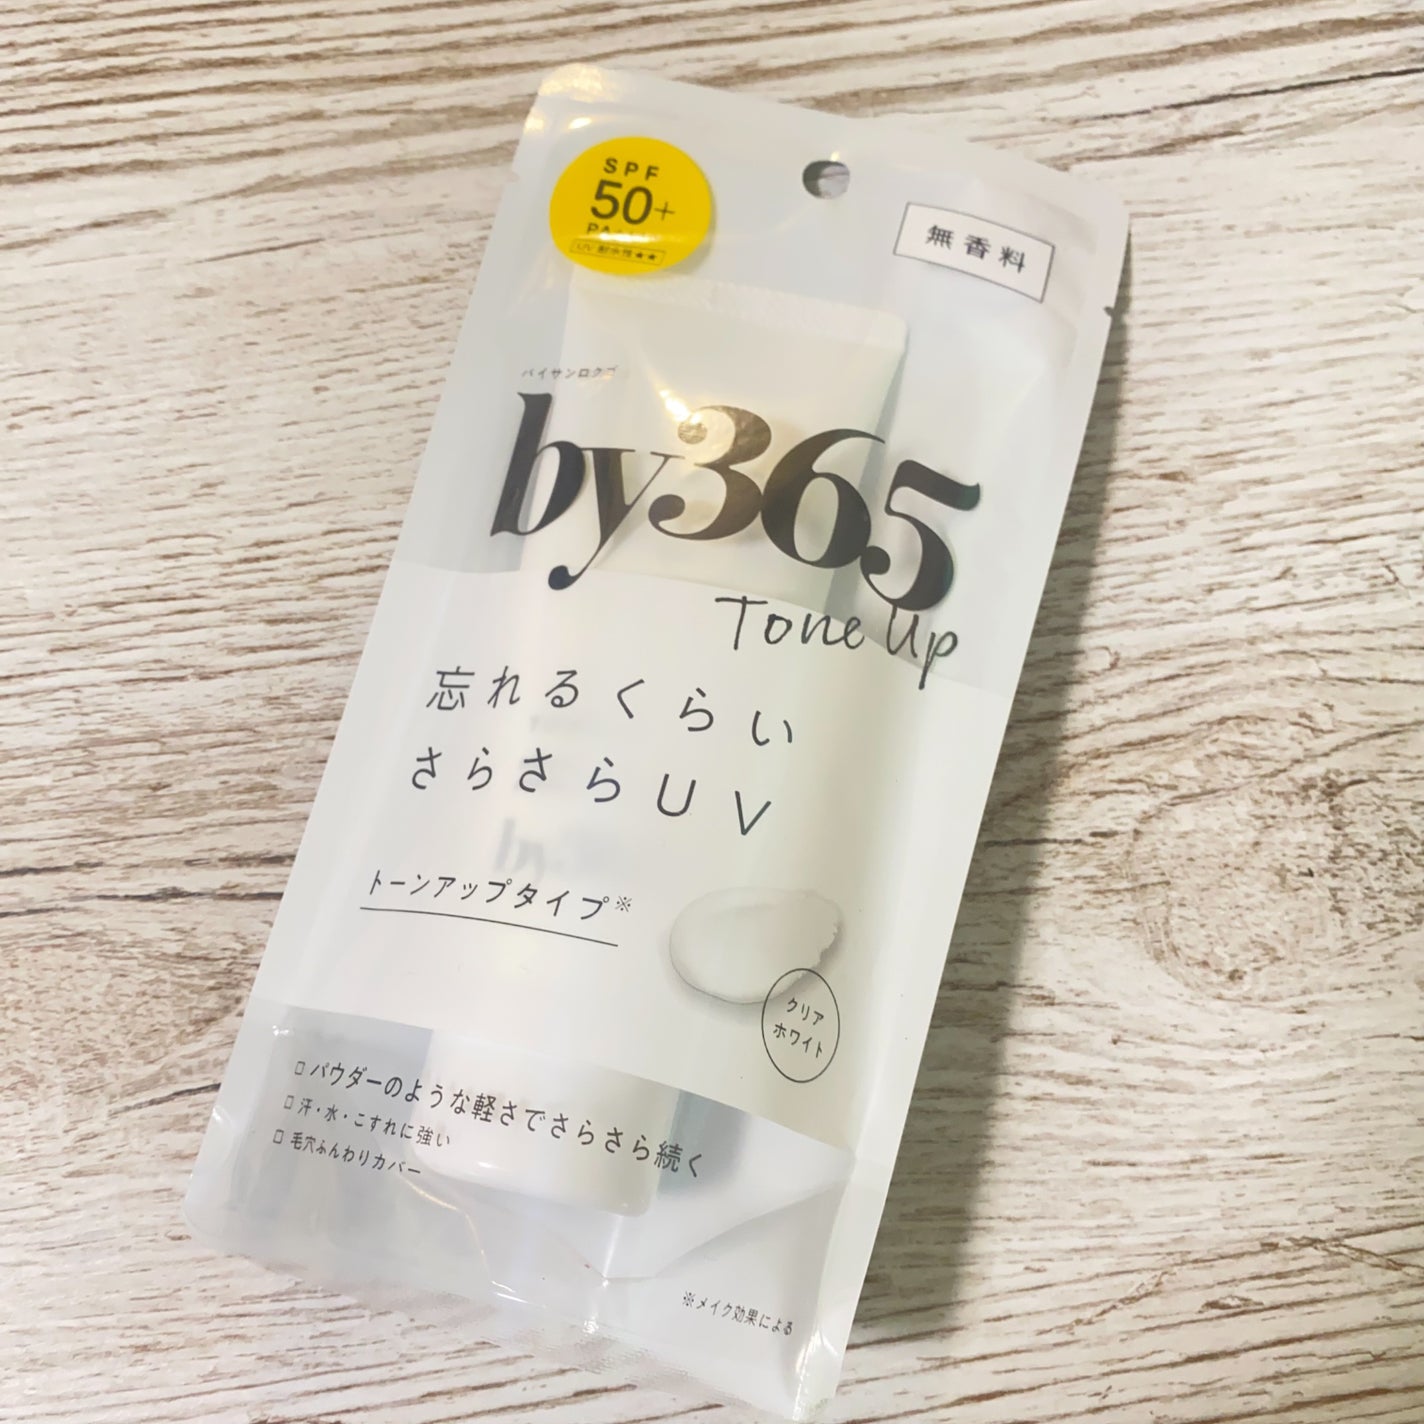 SPF
50+
UV 耐水性★★
無香料
バイサンロクゴ
by365
Tone Up
忘れるくらい
さらさらUV
トーンアップタイプ※
クリア
ホワイト
□ パウダーのような軽さでさらさら続く
□ 汗・水・こすれに強い
□ 毛穴ふんわりカバー
※メイク効果による